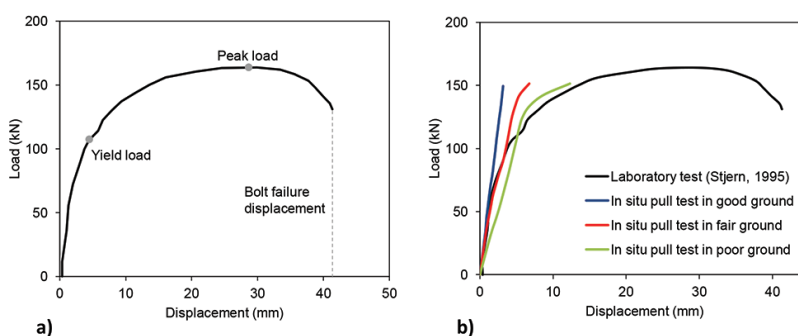 200
150
100
50
0
Load (kN)
Peak load
Yield load
Bolt failure
displacement
0 10 20 30 40 50
Displacement (mm)
a)
200
150
100
50
0
Load (kN)
Laboratory test (Stjern, 1995)
In situ pull test in good ground
In situ pull test in fair ground
In situ pull test in poor ground
0 10 20 30 40
Displacement (mm)
b)